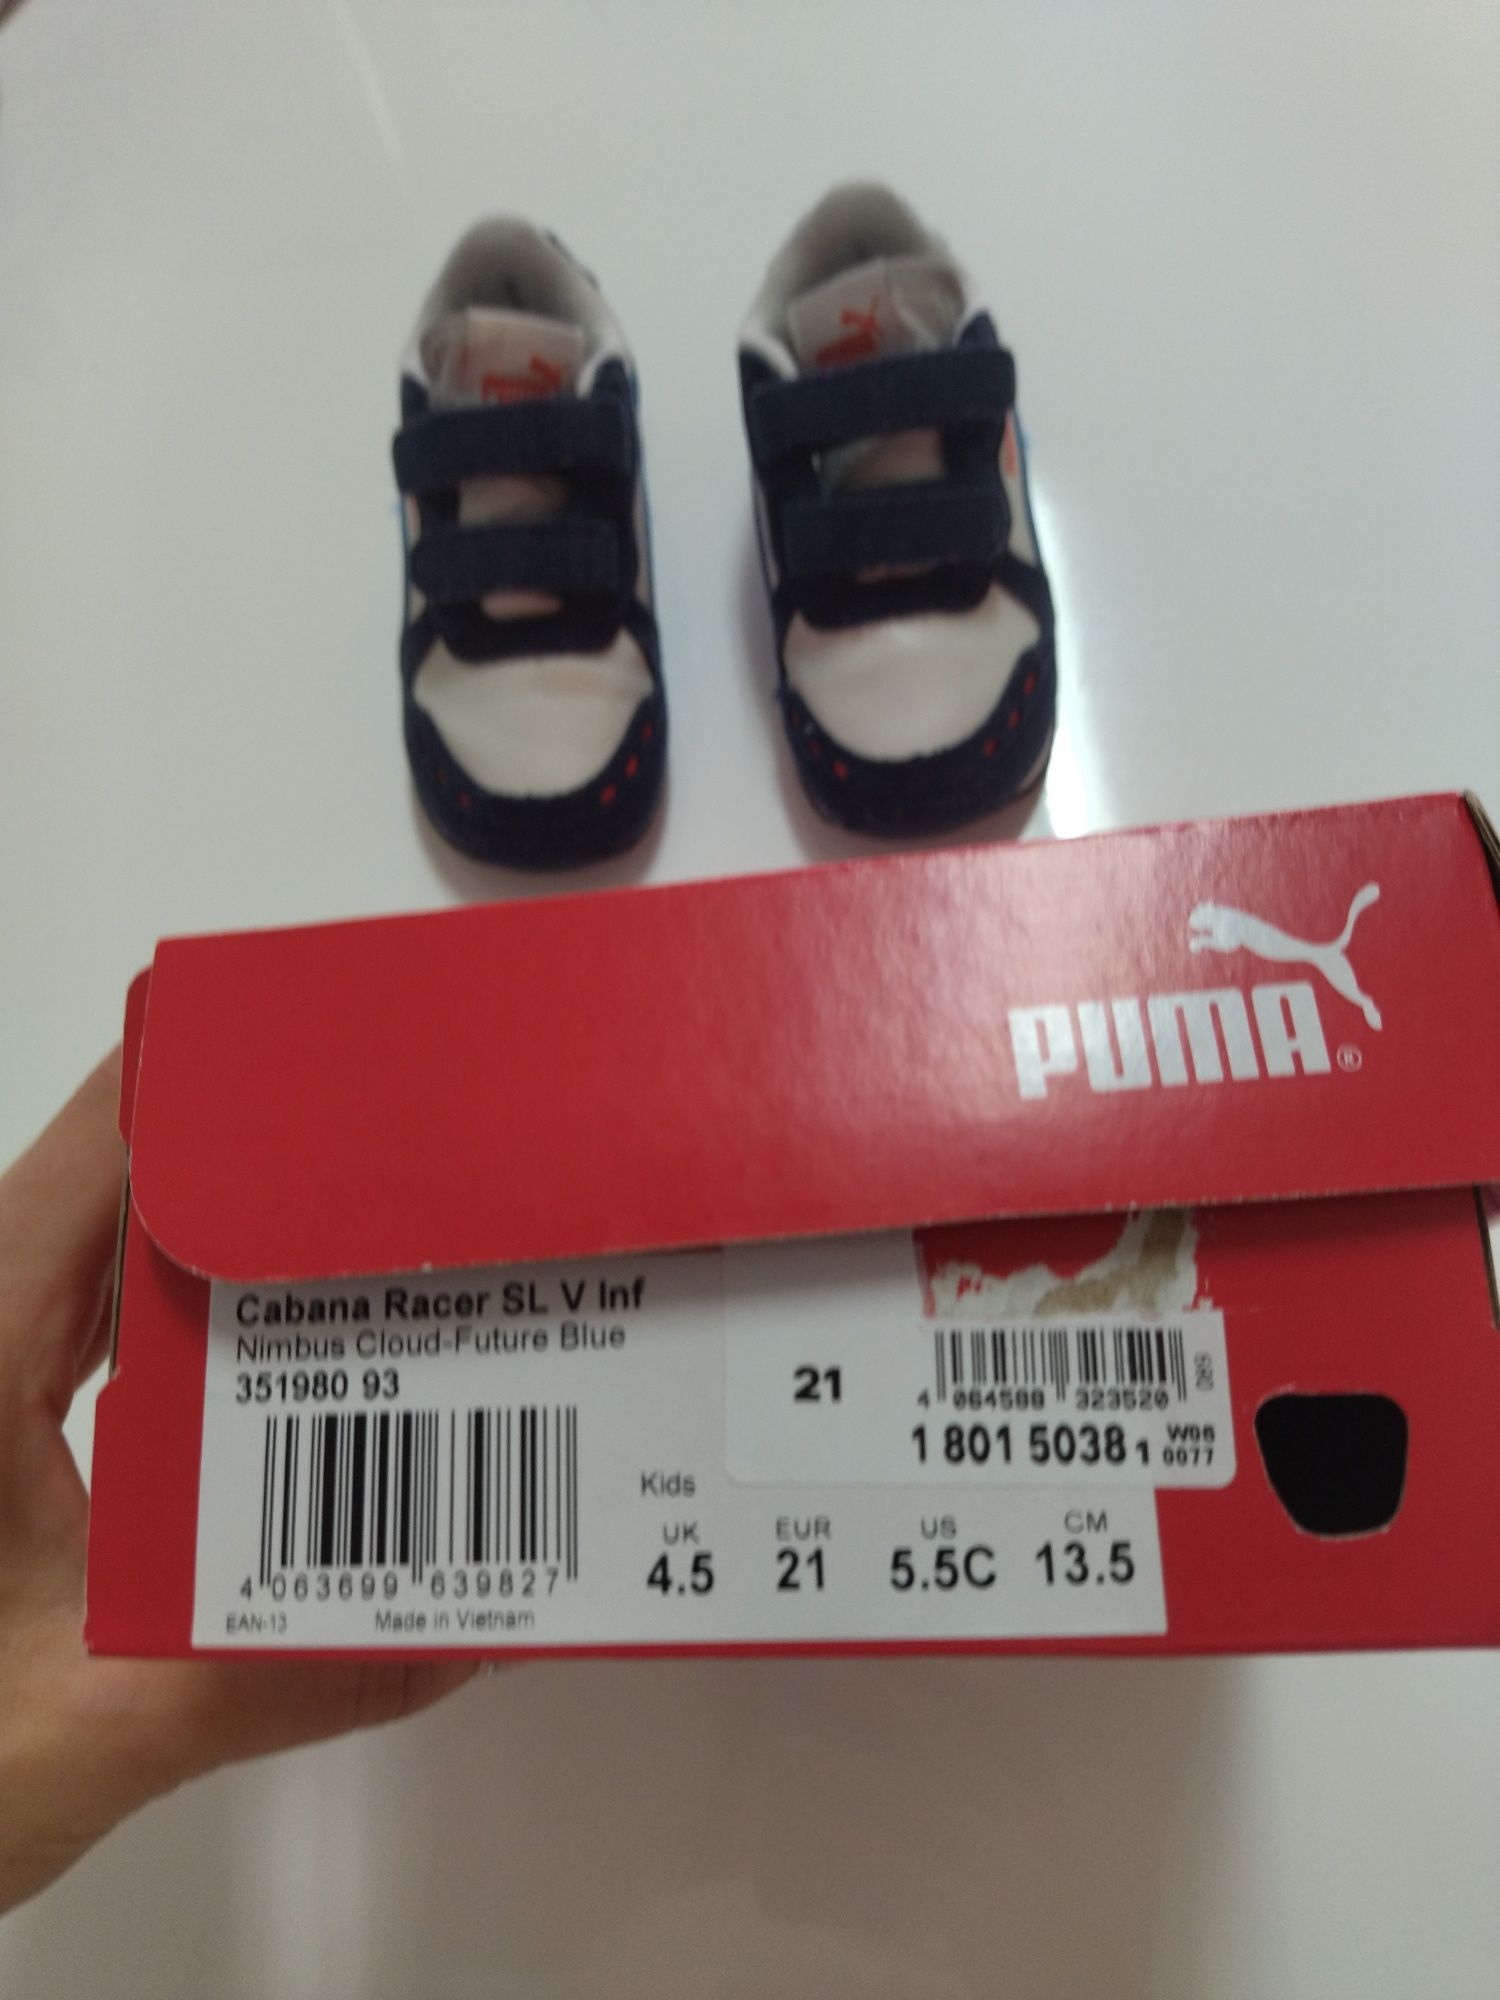 PUMA®
Cabana Racer SL V Inf
Nimbus Cloud-Future Blue
351980 93
4 063699 639827
EAN-13 Made in Vietnam
Kids
UK EUR US CM
4.5 21 5.5C 13.5
21
680
4 064588 323520
1 801 5038 1 W06 0077